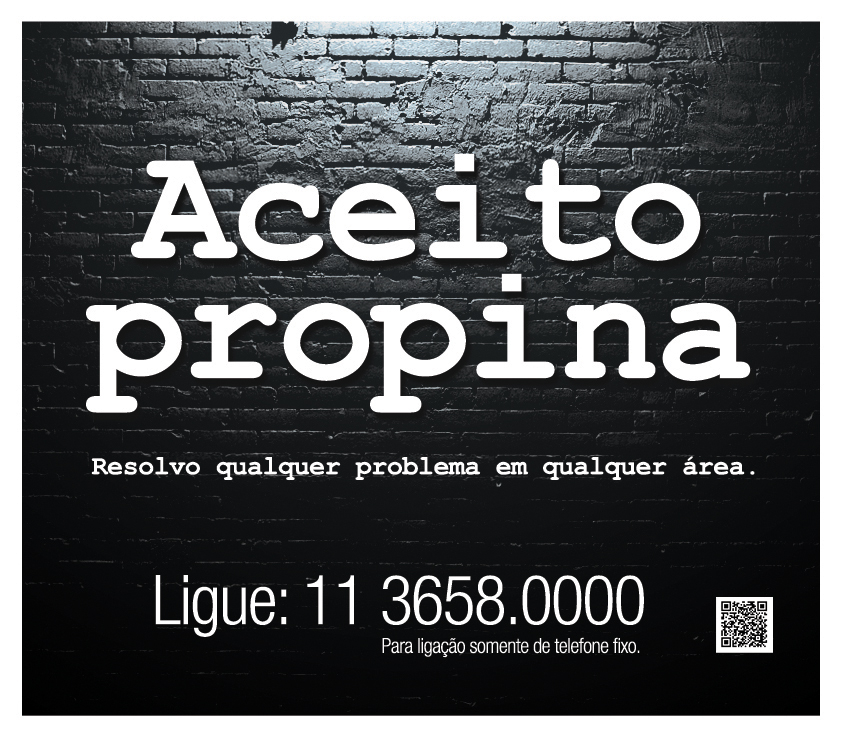 Aceito
propina
Resolvo qualquer problema em qualquer área.
Ligue: 11 3658.0000
Para ligação somente de telefone fixo.